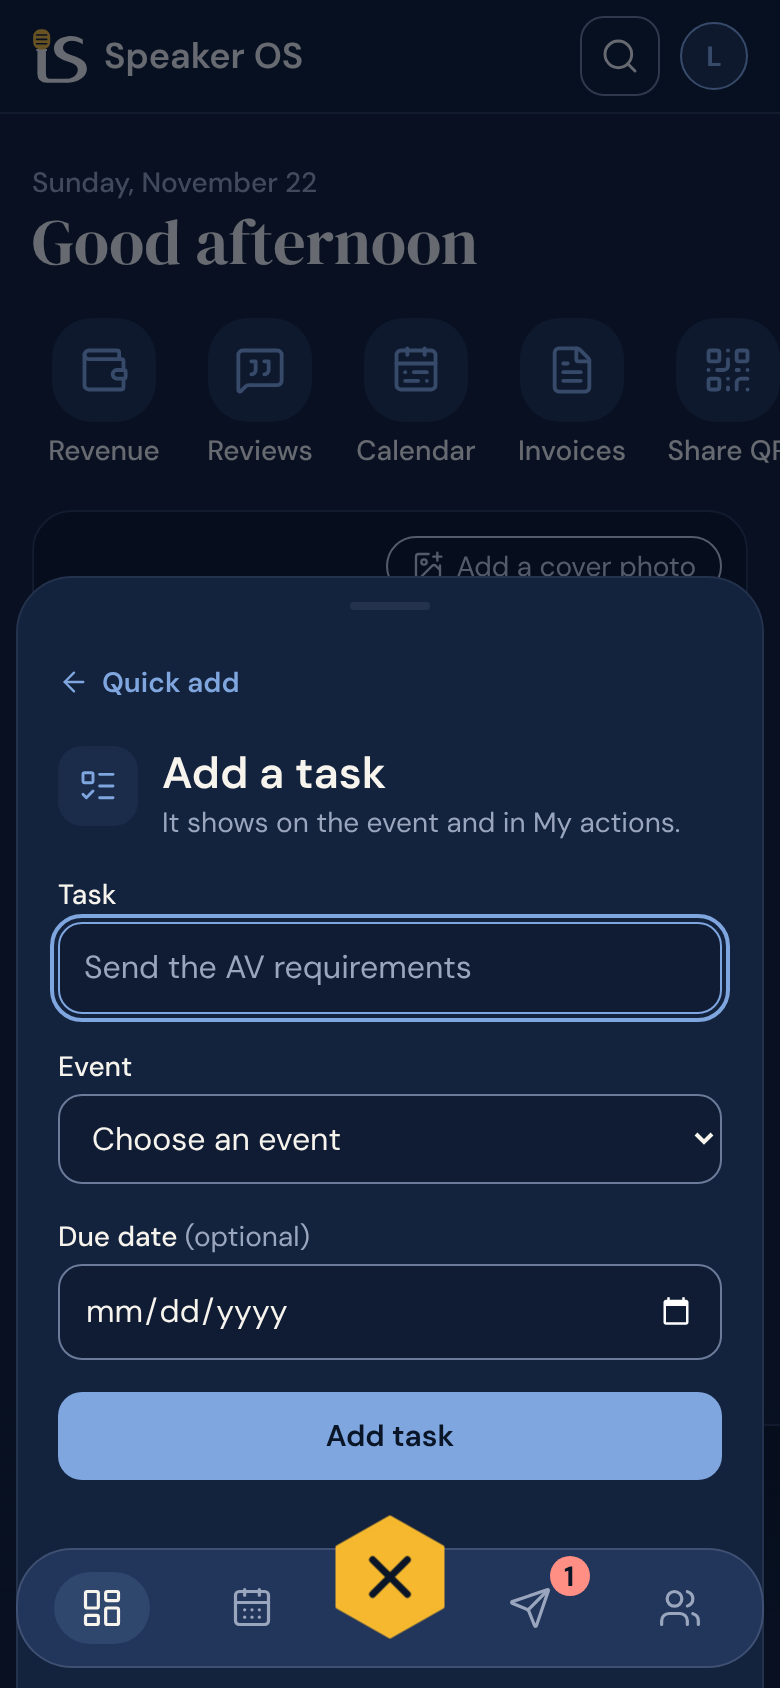 Speaker OS
L
Sunday, November 22
Good afternoon
Revenue
Reviews
Calendar
Invoices
Share QR
Add a cover photo
Quick add
Add a task
It shows on the event and in My actions.
Task
Send the AV requirements
Event
Choose an event
Due date (optional)
mm/dd/yyyy
Add task
1